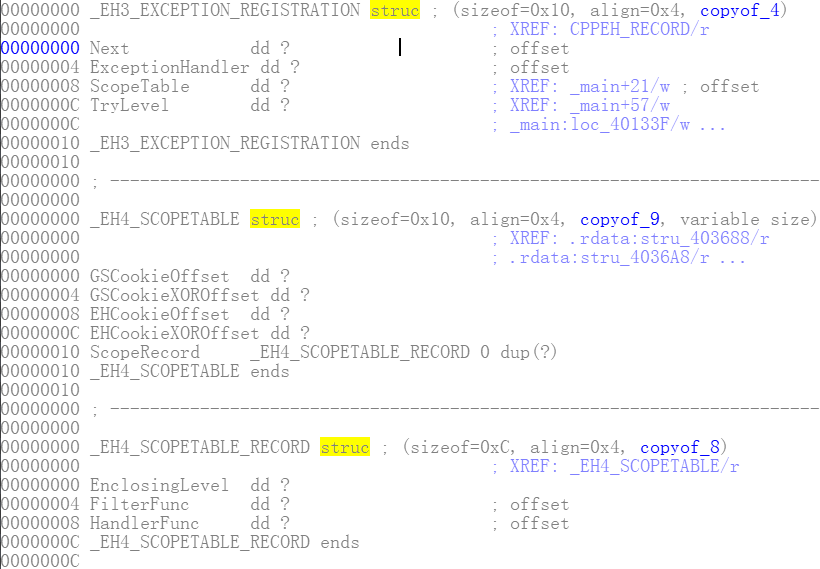 00000000 _EH3_EXCEPTION_REGISTRATION struc ; (sizeof=0x10, align=0x4, copyof_4)
00000000 ; XREF: CPPEH_RECORD/r
00000000 Next dd ? ; offset
00000004 ExceptionHandler dd ? ; offset
00000008 ScopeTable dd ? ; XREF: _main+21/w ; offset
0000000C TryLevel dd ? ; XREF: _main+57/w
0000000C ; _main:loc_40133F/w ...
00000010 _EH3_EXCEPTION_REGISTRATION ends
00000010
00000000 ; -----------------------------------------------------------------------
00000000
00000000 _EH4_SCOPETABLE struc ; (sizeof=0x10, align=0x4, copyof_9, variable size)
00000000 ; XREF: .rdata:stru_403688/r
00000000 ; .rdata:stru_4036A8/r ...
00000000 GSCookieOffset dd ?
00000004 GSCookieXOROffset dd ?
00000008 EHCookieOffset dd ?
0000000C EHCookieXOROffset dd ?
00000010 ScopeRecord _EH4_SCOPETABLE_RECORD 0 dup(?)
00000010 _EH4_SCOPETABLE ends
00000010
00000000 ; -----------------------------------------------------------------------
00000000
00000000 _EH4_SCOPETABLE_RECORD struc ; (sizeof=0xC, align=0x4, copyof_8)
00000000 ; XREF: _EH4_SCOPETABLE/r
00000000 EnclosingLevel dd ?
00000004 FilterFunc dd ? ; offset
00000008 HandlerFunc dd ? ; offset
0000000C _EH4_SCOPETABLE_RECORD ends
0000000C